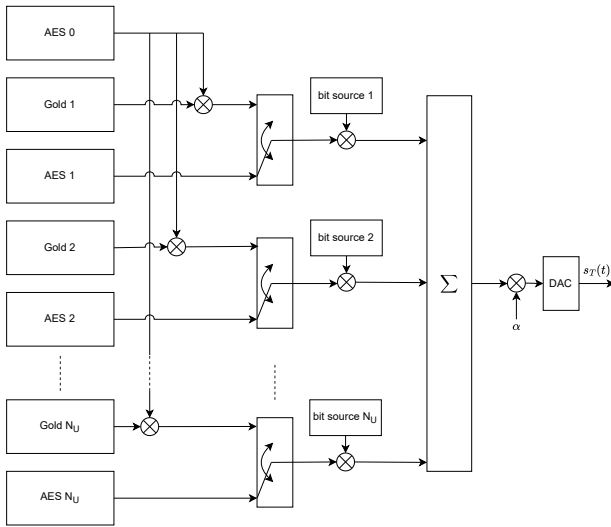 AES 0
Gold 1
bit source 1
AES 1
Gold 2
bit source 2
AES 2
∑
α
DAC
s_T(t)
Gold N_U
bit source N_U
AES N_U